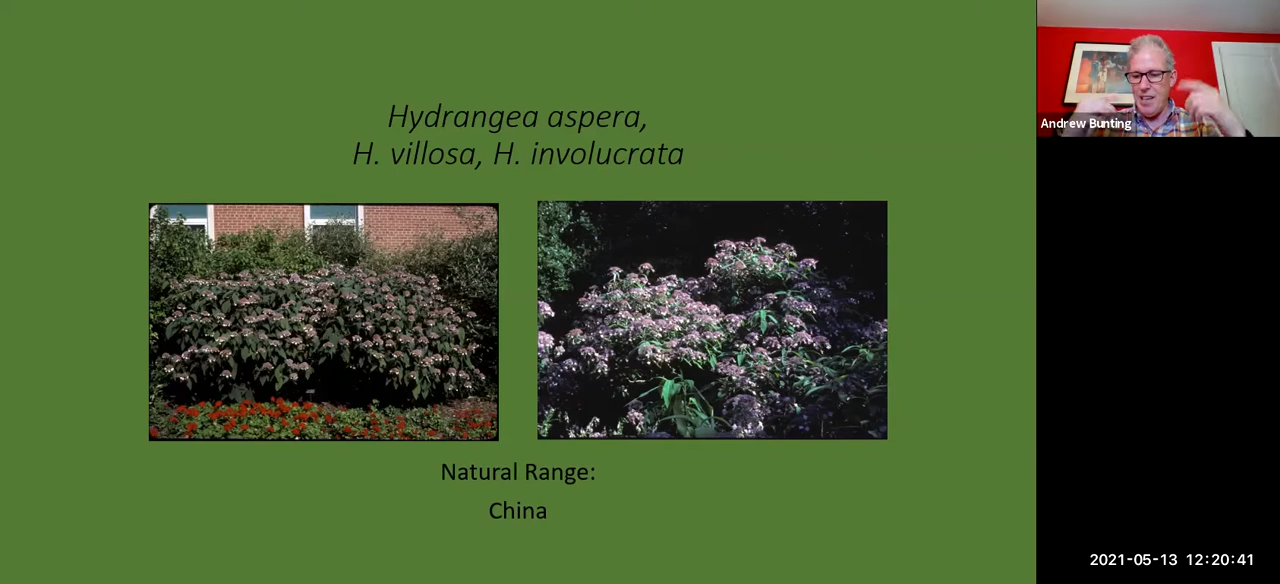 Hydrangea aspera,
H. villosa, H. involucrata
Natural Range:
China
Andrew Bunting
2021-05-13 12:20:41